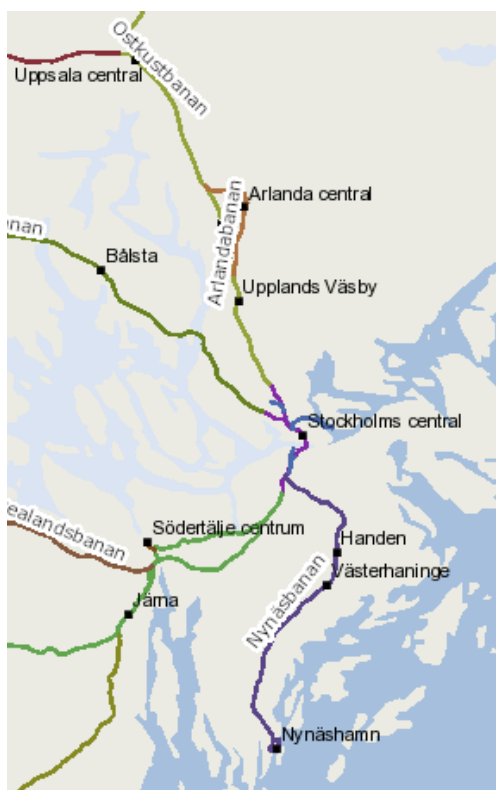 Ostkustbanan
Uppsala central
Arlandabanan
Arlanda central
anan
Bålsta
Upplands Väsby
Stockholms central
ealandsbanan
Södertälje centrum
Handen
Nynäsbanan
Västerhaninge
Järna
Nynäshamn